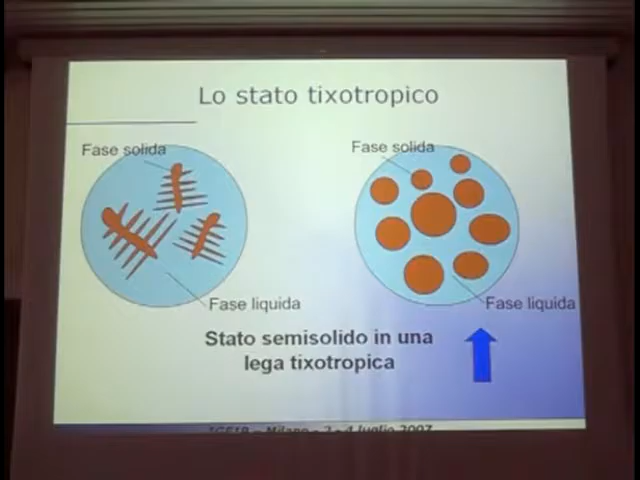 Lo stato tixotropico
Fase solida
Fase solida
Fase liquida
Fase liquida
Stato semisolido in una
lega tixotropica
Milano - 2 - 4 luglio 2007